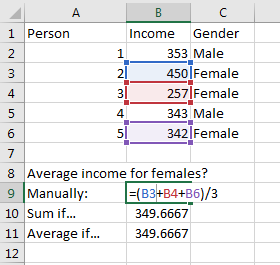 A B C
1 Person Income Gender
2 1 353 Male
3 2 450 Female
4 3 257 Female
5 4 343 Male
6 5 342 Female
7
8 Average income for females?
9 Manually: =(B3+B4+B6)/3
10 Sum if... 349.6667
11 Average if... 349.6667
12